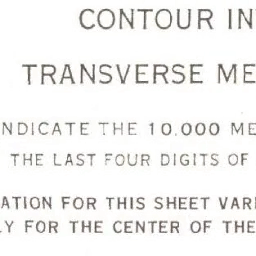 CONTOUR IN
TRANSVERSE ME
NDICATE THE 10,000 ME
THE LAST FOUR DIGITS OF
ATION FOR THIS SHEET VARI
LY FOR THE CENTER OF THE